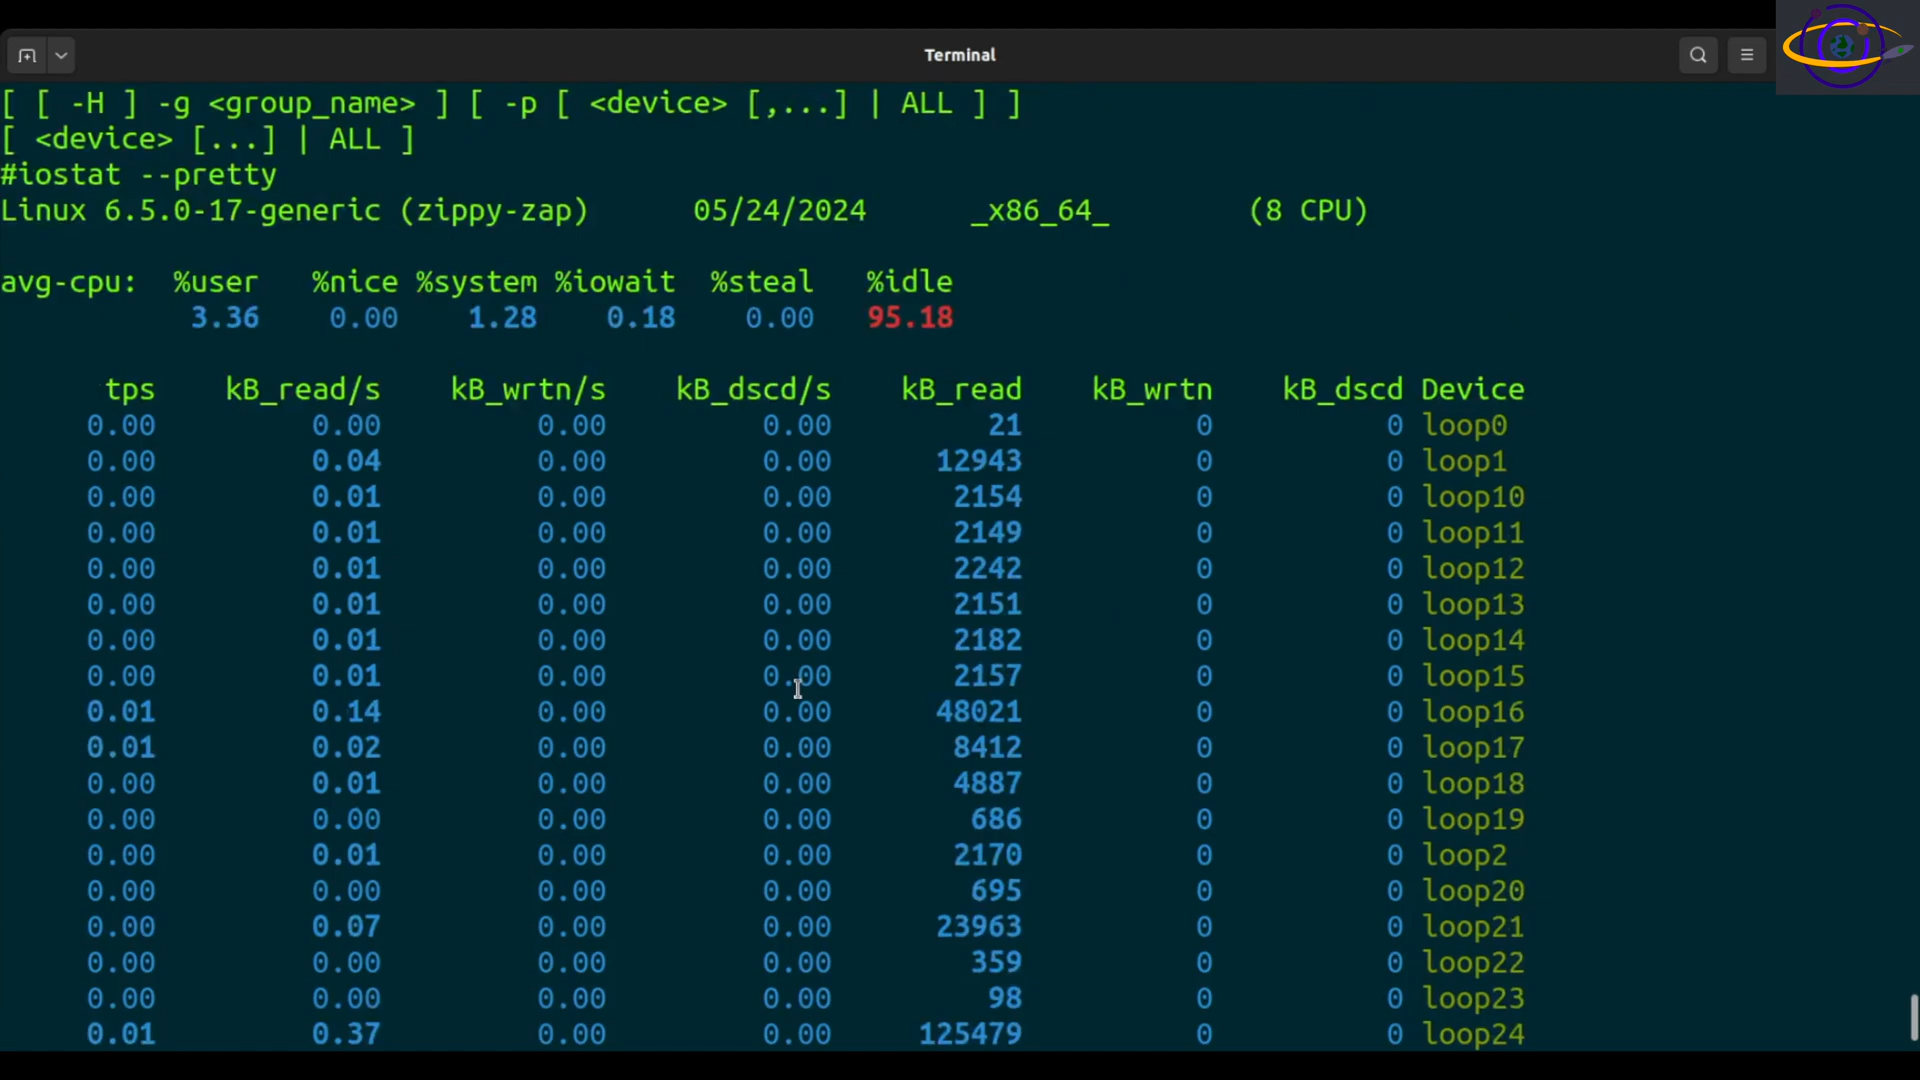 Terminal
[ [ -H ] -g <group_name> ] [ -p [ <device> [,...] | ALL ] ]
[ <device> [...] | ALL ]
#iostat --pretty
Linux 6.5.0-17-generic (zippy-zap) 05/24/2024 _x86_64_ (8 CPU)
avg-cpu: %user %nice %system %iowait %steal %idle
3.36 0.00 1.28 0.18 0.00 95.18
tps kB_read/s kB_wrtn/s kB_dscd/s kB_read kB_wrtn kB_dscd Device
0.00 0.00 0.00 0.00 21 0 0 loop0
0.00 0.04 0.00 0.00 12943 0 0 loop1
0.00 0.01 0.00 0.00 2154 0 0 loop10
0.00 0.01 0.00 0.00 2149 0 0 loop11
0.00 0.01 0.00 0.00 2242 0 0 loop12
0.00 0.01 0.00 0.00 2151 0 0 loop13
0.00 0.01 0.00 0.00 2182 0 0 loop14
0.00 0.01 0.00 0.00 2157 0 0 loop15
0.01 0.14 0.00 0.00 48021 0 0 loop16
0.01 0.02 0.00 0.00 8412 0 0 loop17
0.00 0.01 0.00 0.00 4887 0 0 loop18
0.00 0.00 0.00 0.00 686 0 0 loop19
0.00 0.01 0.00 0.00 2170 0 0 loop2
0.00 0.00 0.00 0.00 695 0 0 loop20
0.00 0.07 0.00 0.00 23963 0 0 loop21
0.00 0.00 0.00 0.00 359 0 0 loop22
0.00 0.00 0.00 0.00 98 0 0 loop23
0.01 0.37 0.00 0.00 125479 0 0 loop24